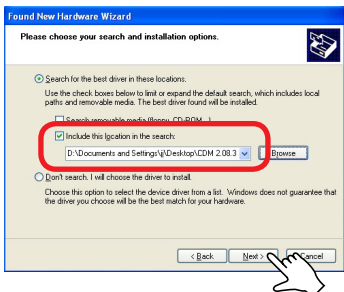 Found New Hardware Wizard
Please choose your search and installation options.
Search for the best driver in these locations.
Use the check boxes below to limit or expand the default search, which includes local
paths and removable media. The best driver found will be installed.
Search removable media (floppy, CD-ROM...)
Include this location in the search:
D:\Documents and Settings\jj\Desktop\CDM 2.08.3
Browse
Don't search. I will choose the driver to install.
Choose this option to select the device driver from a list. Windows does not guarantee that
the driver you choose will be the best match for your hardware.
< Back
Next >
Cancel